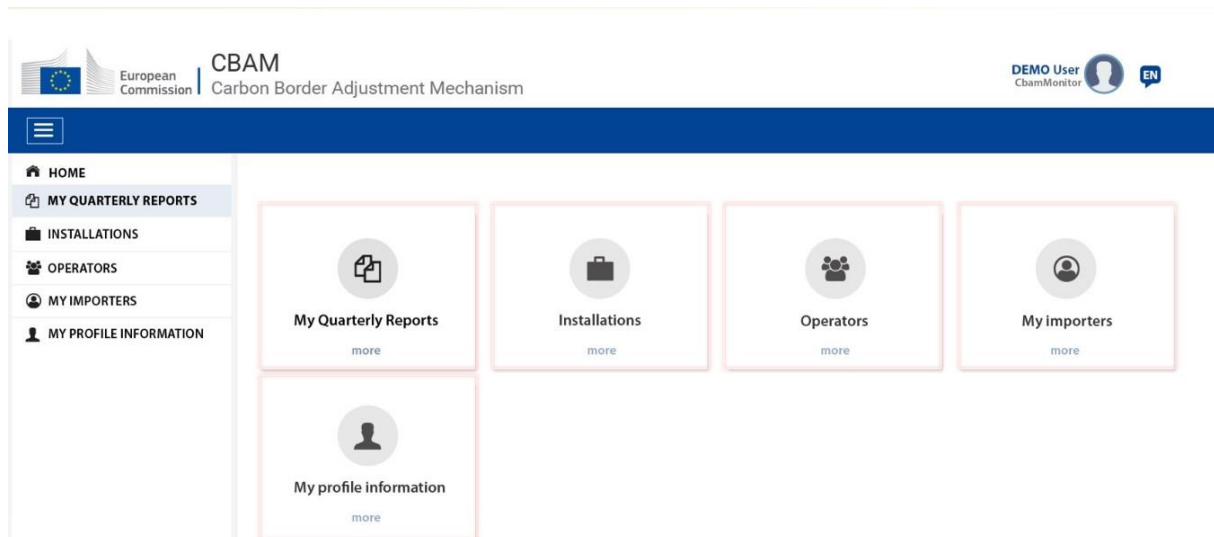 European
Commission
CBAM
Carbon Border Adjustment Mechanism
DEMO User
CbamMonitor
EN
HOME
MY QUARTERLY REPORTS
INSTALLATIONS
OPERATORS
MY IMPORTERS
MY PROFILE INFORMATION
My Quarterly Reports
more
Installations
more
Operators
more
My importers
more
My profile information
more